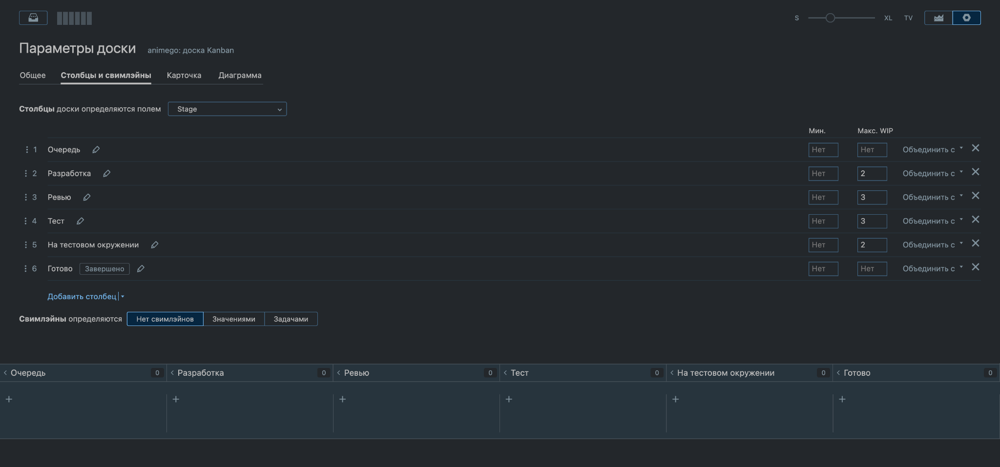 S XL TV
Параметры доски animego: доска Kanban
Общее Столбцы и свимлэйны Карточка Диаграмма
Столбцы доски определяются полем Stage
Мин. Макс. WIP
1 Очередь Нет Нет Объединить с
2 Разработка Нет 2 Объединить с
3 Ревью Нет 3 Объединить с
4 Тест Нет 3 Объединить с
5 На тестовом окружении Нет 2 Объединить с
6 Готово Завершено Нет Нет Объединить с
Добавить столбец
Свимлэйны определяются Нет свимлэйнов Значениями Задачами
Очередь 0 Разработка 0 Ревью 0 Тест 0 На тестовом окружении 0 Готово 0